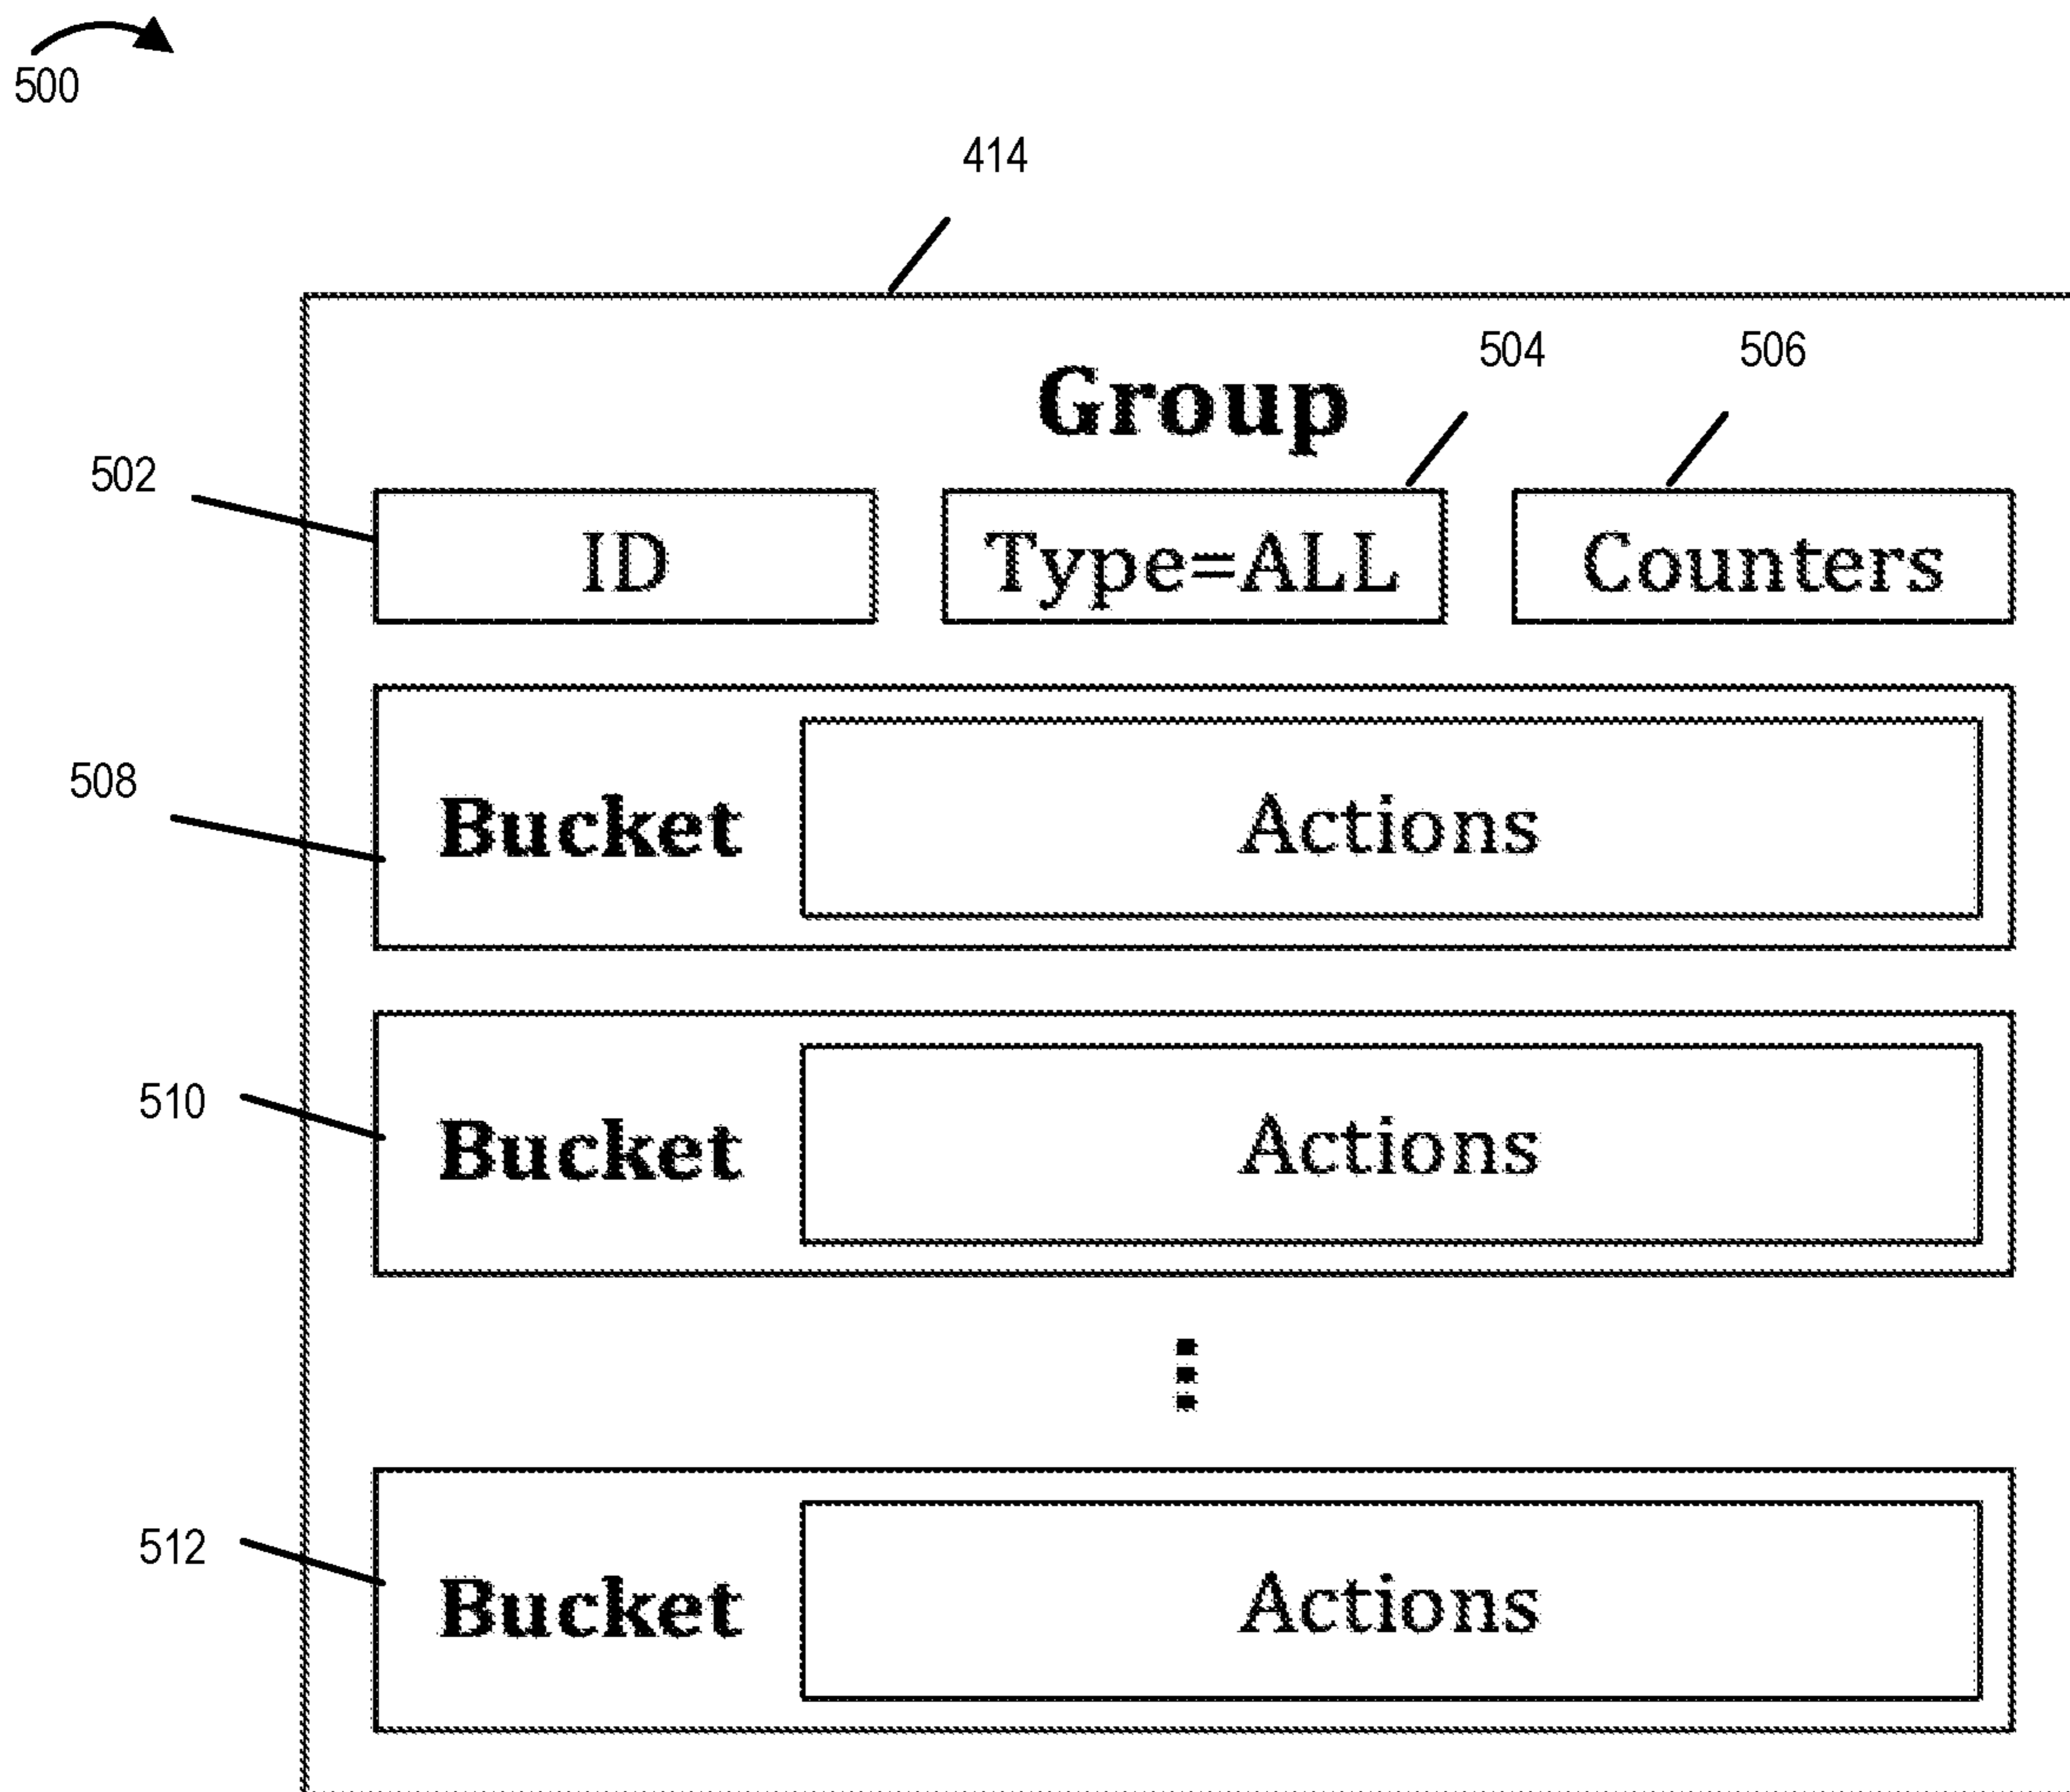 500
414
504 506
Group
502
ID Type=ALL Counters
508
Bucket Actions
510
Bucket Actions
512
Bucket Actions